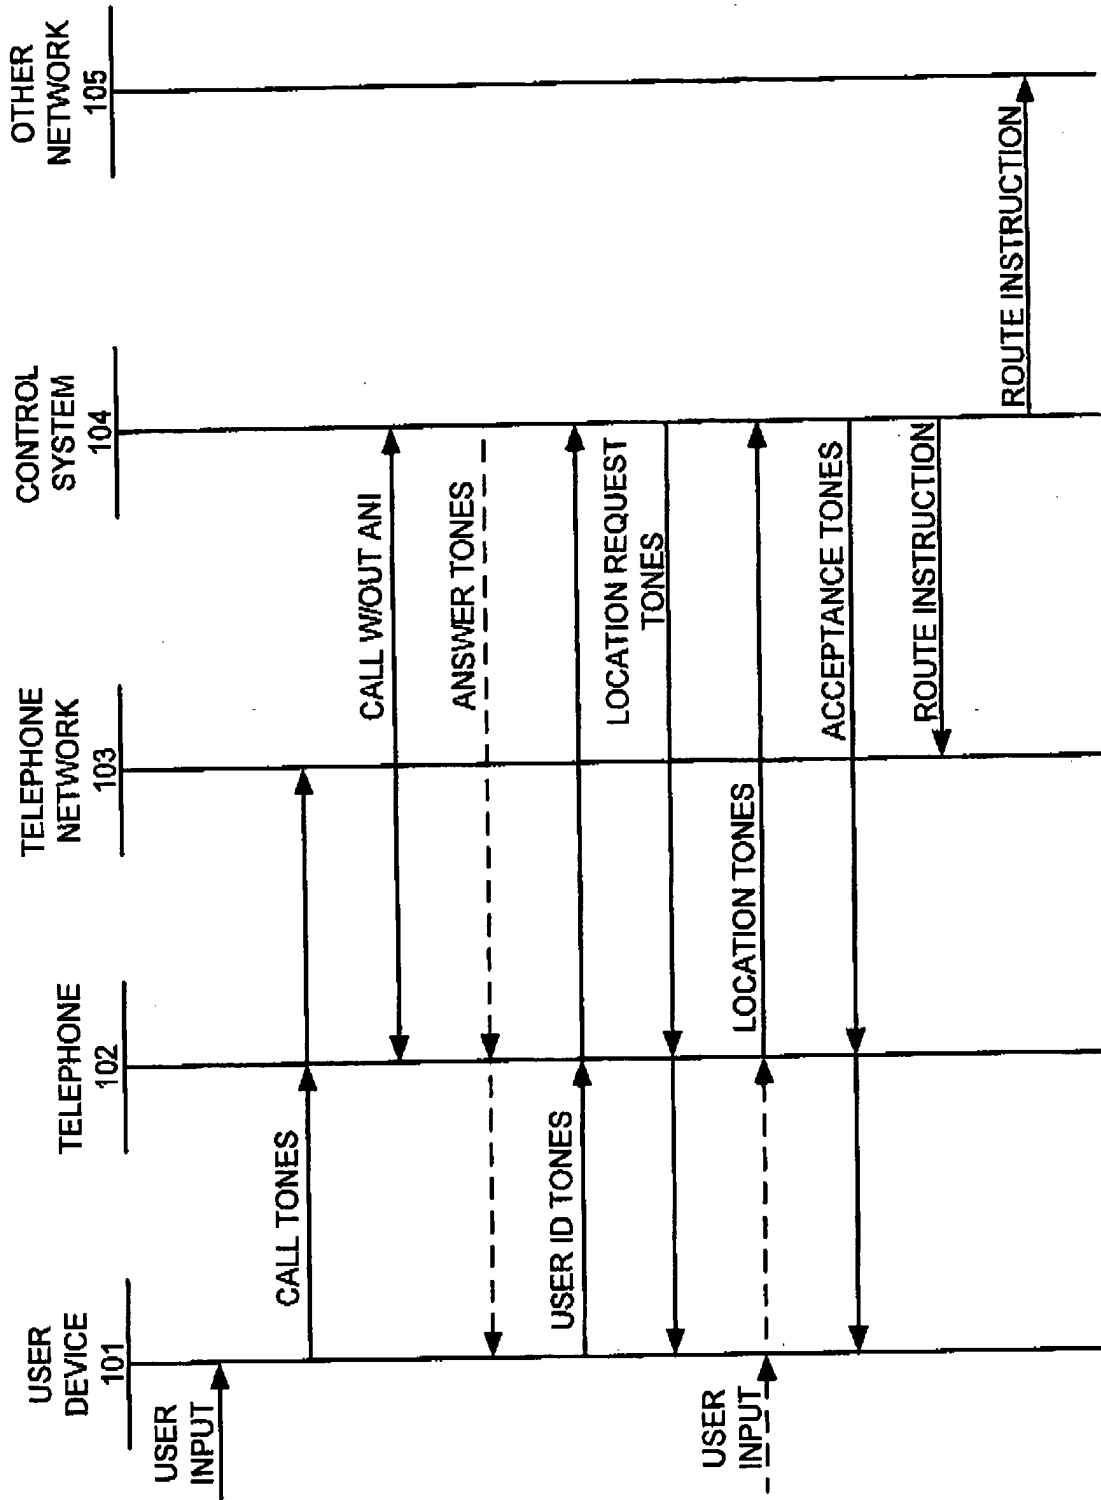 USER
DEVICE
101
TELEPHONE
102
TELEPHONE
NETWORK
103
CONTROL
SYSTEM
104
OTHER
NETWORK
105
USER
INPUT
CALL TONES
CALL W/OUT ANI
ANSWER TONES
USER ID TONES
LOCATION REQUEST
TONES
USER
INPUT
LOCATION TONES
ACCEPTANCE TONES
ROUTE INSTRUCTION
ROUTE INSTRUCTION